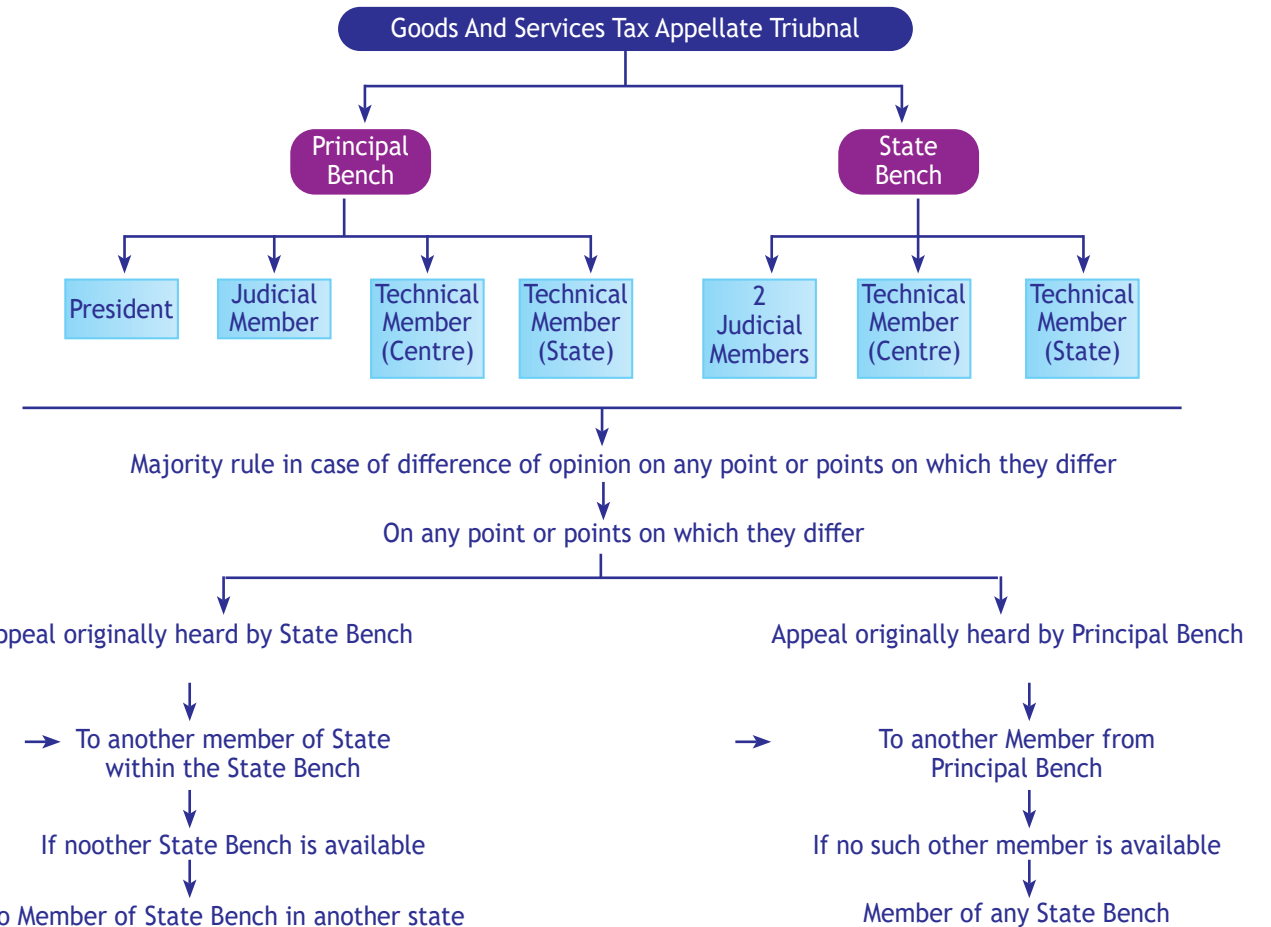 Goods And Services Tax Appellate Triubnal
Principal
Bench
State
Bench
President
Judicial
Member
Technical
Member
(Centre)
Technical
Member
(State)
2
Judicial
Members
Technical
Member
(Centre)
Technical
Member
(State)
Majority rule in case of difference of opinion on any point or points on which they differ
On any point or points on which they differ
ppeal originally heard by State Bench
Appeal originally heard by Principal Bench
To another member of State
within the State Bench
To another Member from
Principal Bench
If noother State Bench is available
If no such other member is available
o Member of State Bench in another state
Member of any State Bench